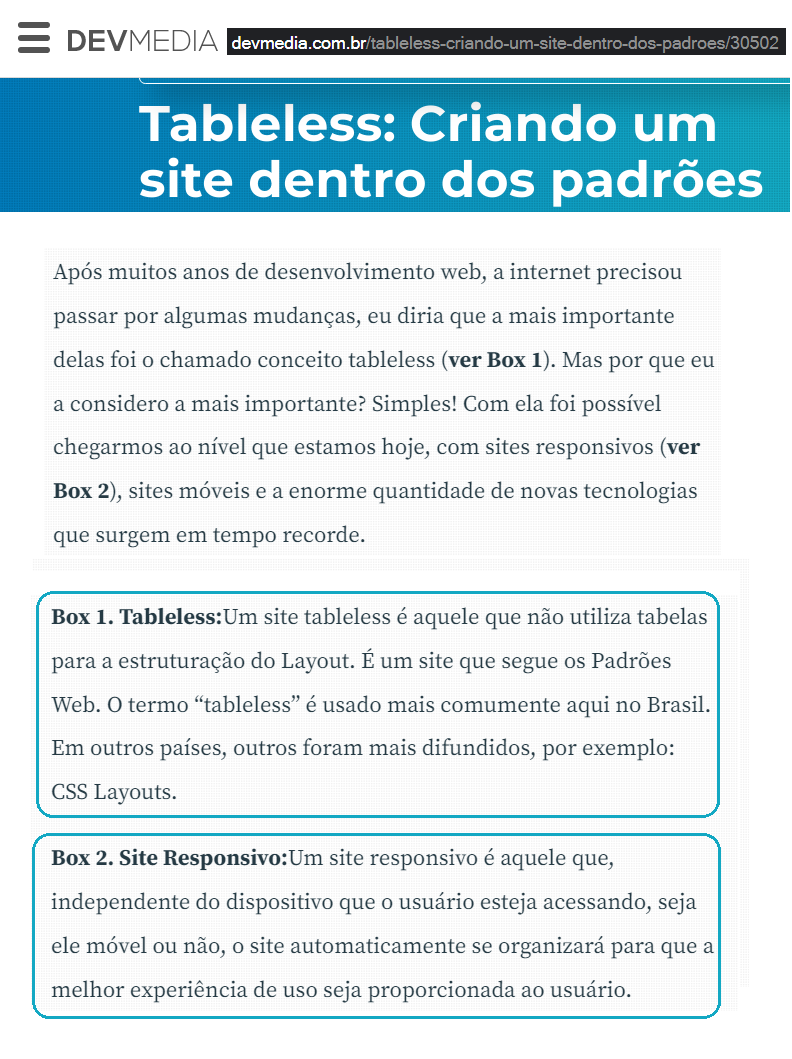 DEVMEDIA
devmedia.com.br/tableless-criando-um-site-dentro-dos-padroes/30502
Tableless: Criando um
site dentro dos padrões
Após muitos anos de desenvolvimento web, a internet precisou
passar por algumas mudanças, eu diria que a mais importante
delas foi o chamado conceito tableless (ver Box 1). Mas por que eu
a considero a mais importante? Simples! Com ela foi possível
chegarmos ao nível que estamos hoje, com sites responsivos (ver
Box 2), sites móveis e a enorme quantidade de novas tecnologias
que surgem em tempo recorde.
Box 1. Tableless:Um site tableless é aquele que não utiliza tabelas
para a estruturação do Layout. É um site que segue os Padrões
Web. O termo “tableless” é usado mais comumente aqui no Brasil.
Em outros países, outros foram mais difundidos, por exemplo:
CSS Layouts.
Box 2. Site Responsivo:Um site responsivo é aquele que,
independente do dispositivo que o usuário esteja acessando, seja
ele móvel ou não, o site automaticamente se organizará para que a
melhor experiência de uso seja proporcionada ao usuário.